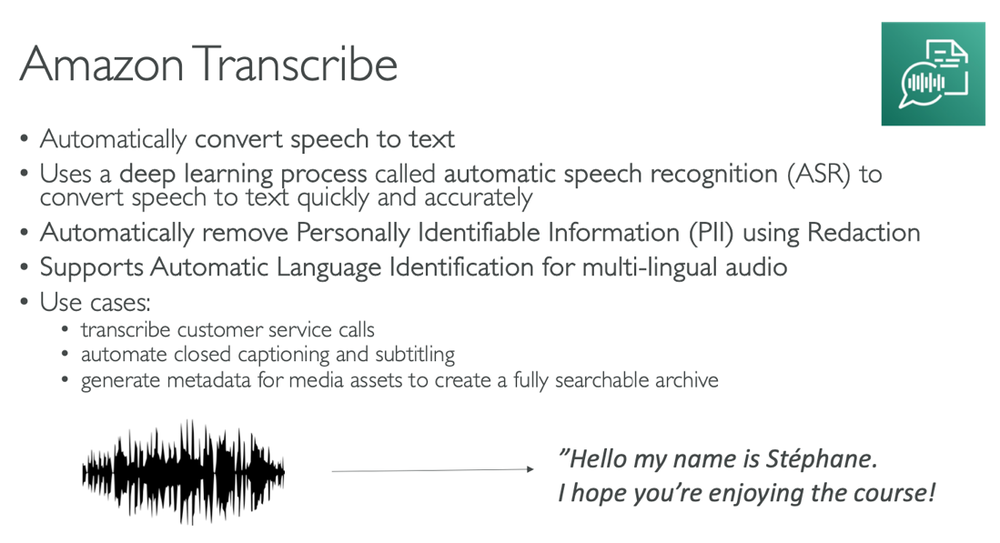 Amazon Transcribe
• Automatically convert speech to text
• Uses a deep learning process called automatic speech recognition (ASR) to
convert speech to text quickly and accurately
• Automatically remove Personally Identifiable Information (PII) using Redaction
• Supports Automatic Language Identification for multi-lingual audio
• Use cases:
• transcribe customer service calls
• automate closed captioning and subtitling
• generate metadata for media assets to create a fully searchable archive
”Hello my name is Stéphane.
I hope you’re enjoying the course!